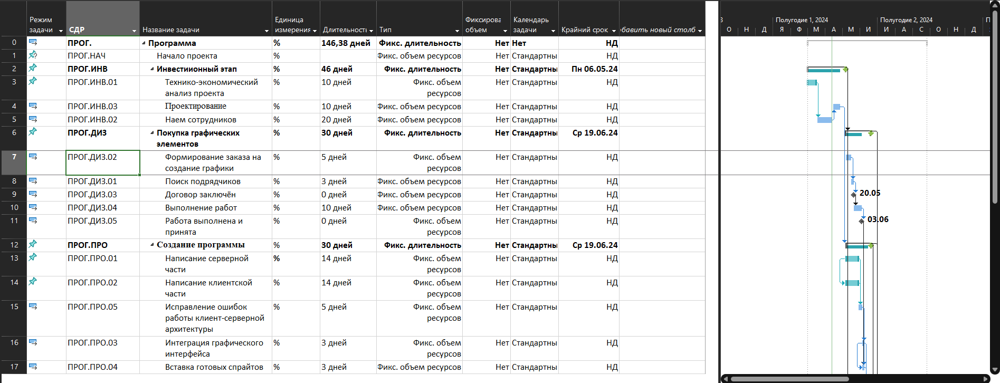 Режим задачи СДР Название задачи Единица измерения Длительность Тип Фиксирова объем Календарь задачи Крайний срок бавить новый столб
3 Полугодие 1, 2024 Полугодие 2, 2024 П
О Н Д Я Ф М А М И И А С О Н Д
0 ПРОГ. Программа % 146,38 дней Фикс. длительность Нет Нет НД
1 ПРОГ.НАЧ Начало проекта % Фикс. объем ресурсов Нет Стандартны НД
2 ПРОГ.ИНВ Инвестиионный этап % 46 дней Фикс. длительность Нет Стандартны Пн 06.05.24
3 ПРОГ.ИНВ.01 Технико-экономический % 10 дней Фикс. объем Нет Стандартны НД
анализ проекта ресурсов
4 ПРОГ.ИНВ.03 Проектирование % 10 дней Фикс. объем ресурсов Нет Стандартны НД
5 ПРОГ.ИНВ.02 Наем сотрудников % 20 дней Фикс. объем ресурсов Нет Стандартны НД
6 ПРОГ.ДИЗ Покупка графических % 30 дней Фикс. длительность Нет Стандартны Ср 19.06.24
элементов
7 ПРОГ.ДИЗ.02 Формирование заказа на % 5 дней Фикс. объем Нет Стандартны НД
создание графики ресурсов
8 ПРОГ.ДИЗ.01 Поиск подрядчиков % 3 дней Фикс. объем ресурсов Нет Стандартны НД
9 ПРОГ.ДИЗ.03 Договор заключён % 0 дней Фикс. объем ресурсов Нет Стандартны НД 20.05
10 ПРОГ.ДИЗ.04 Выполнение работ % 10 дней Фикс. объем ресурсов Нет Стандартны НД
11 ПРОГ.ДИЗ.05 Работа выполнена и % 0 дней Фикс. объем Нет Стандартны НД 03.06
принята ресурсов
12 ПРОГ.ПРО Создание программы % 30 дней Фикс. длительность Нет Стандартны Ср 19.06.24
13 ПРОГ.ПРО.01 Написание серверной % 14 дней Фикс. объем Нет Стандартны НД
части ресурсов
14 ПРОГ.ПРО.02 Написание клиентской % 14 дней Фикс. объем Нет Стандартны НД
части ресурсов
15 ПРОГ.ПРО.05 Исправление ошибок % 5 дней Фикс. объем Нет Стандартны НД
работы клиент-серверной ресурсов
архитектуры
16 ПРОГ.ПРО.03 Интеграция графического % 3 дней Фикс. объем Нет Стандартны НД
интерфейса ресурсов
17 ПРОГ.ПРО.04 Вставка готовых спрайтов % 3 дней Фикс. объем ресурсов Нет Стандартны НД